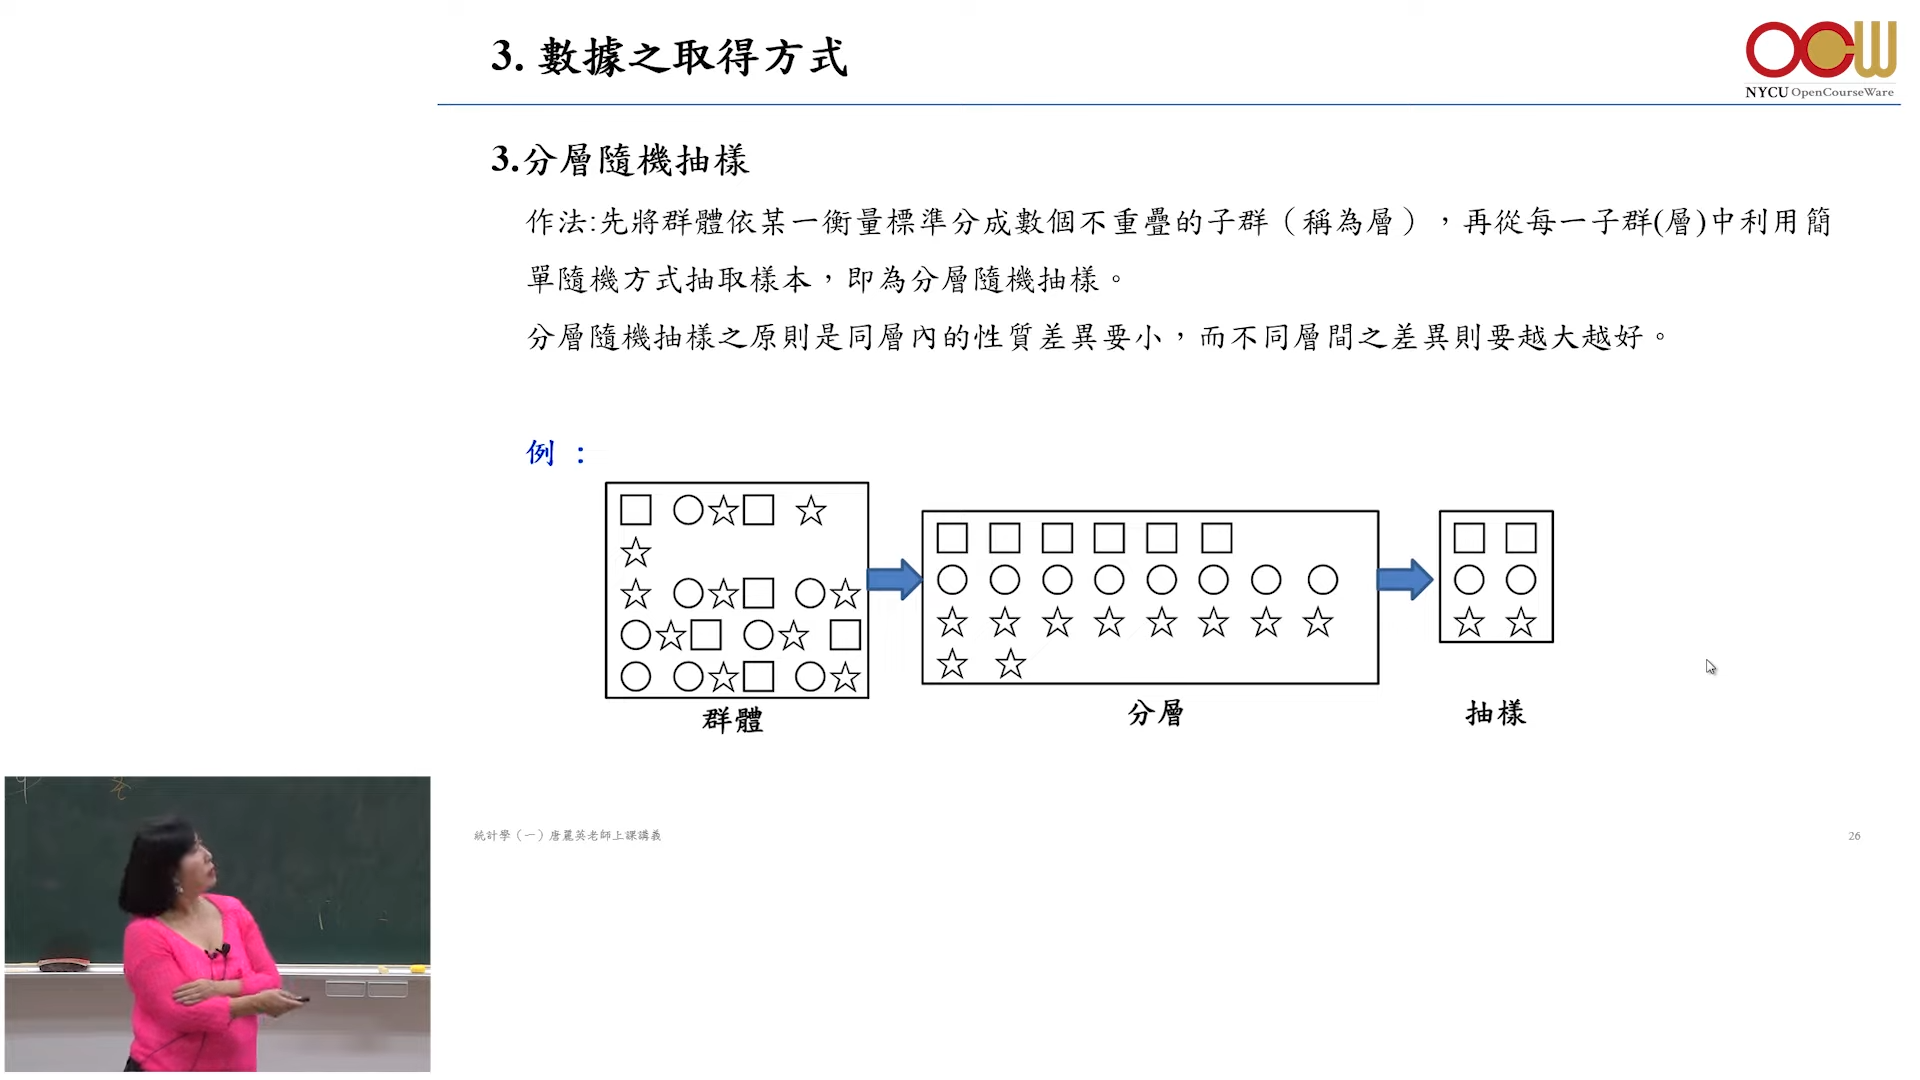 3. 數據之取得方式
OCW
NYCU OpenCourseWare
3.分層隨機抽樣
作法:先將群體依某一衡量標準分成數個不重疊的子群（稱為層），再從每一子群(層)中利用簡
單隨機方式抽取樣本，即為分層隨機抽樣。
分層隨機抽樣之原則是同層內的性質差異要小，而不同層間之差異則要越大越好。
例 ：
群體
分層
抽樣
統計學（一）唐麗英老師上課講義
26